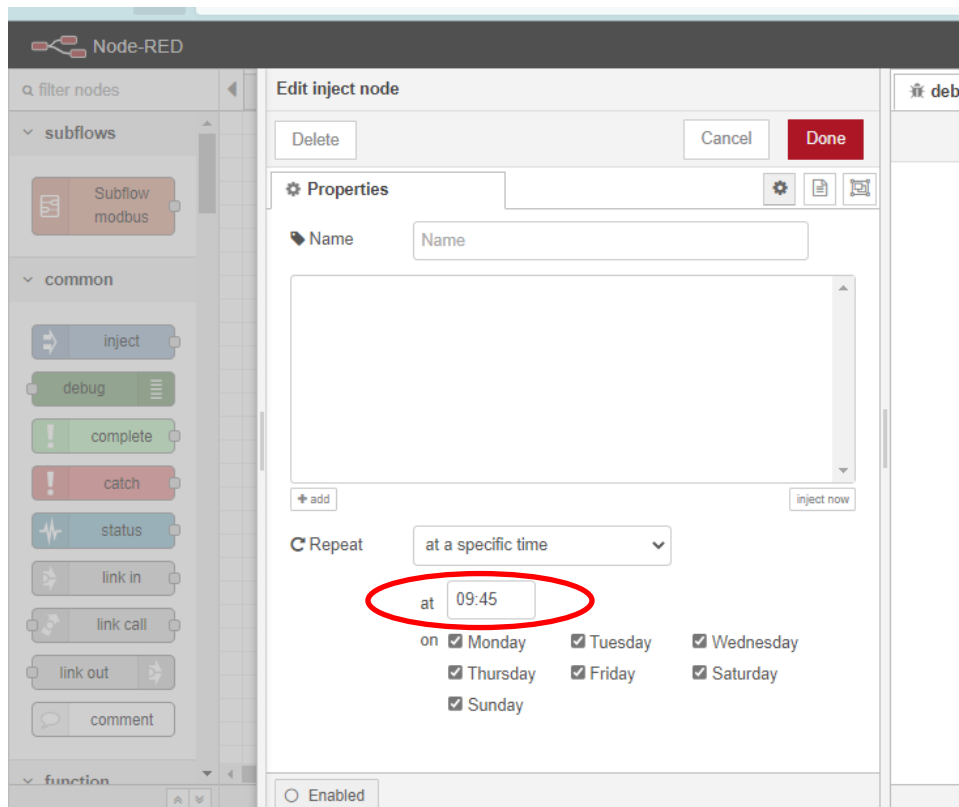 Node-RED
filter nodes
subflows
Subflow
modbus
common
inject
debug
complete
catch
status
link in
link call
link out
comment
function
Edit inject node
Delete
Cancel
Done
Properties
Name
Name
+ add
inject now
Repeat
at a specific time
at
09:45
on
Monday
Tuesday
Wednesday
Thursday
Friday
Saturday
Sunday
Enabled
deb